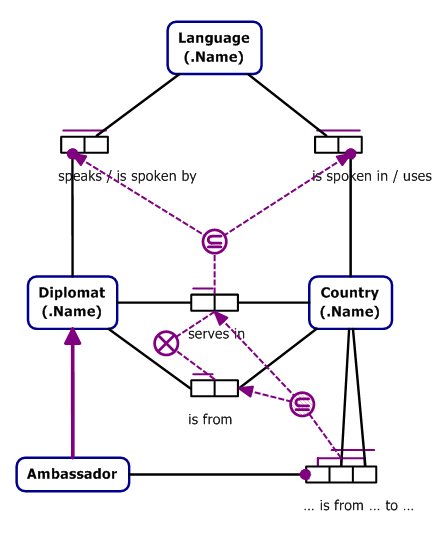 Language
(.Name)
speaks / is spoken by
is spoken in / uses
Diplomat
(.Name)
Country
(.Name)
serves in
is from
Ambassador
... is from ... to ...